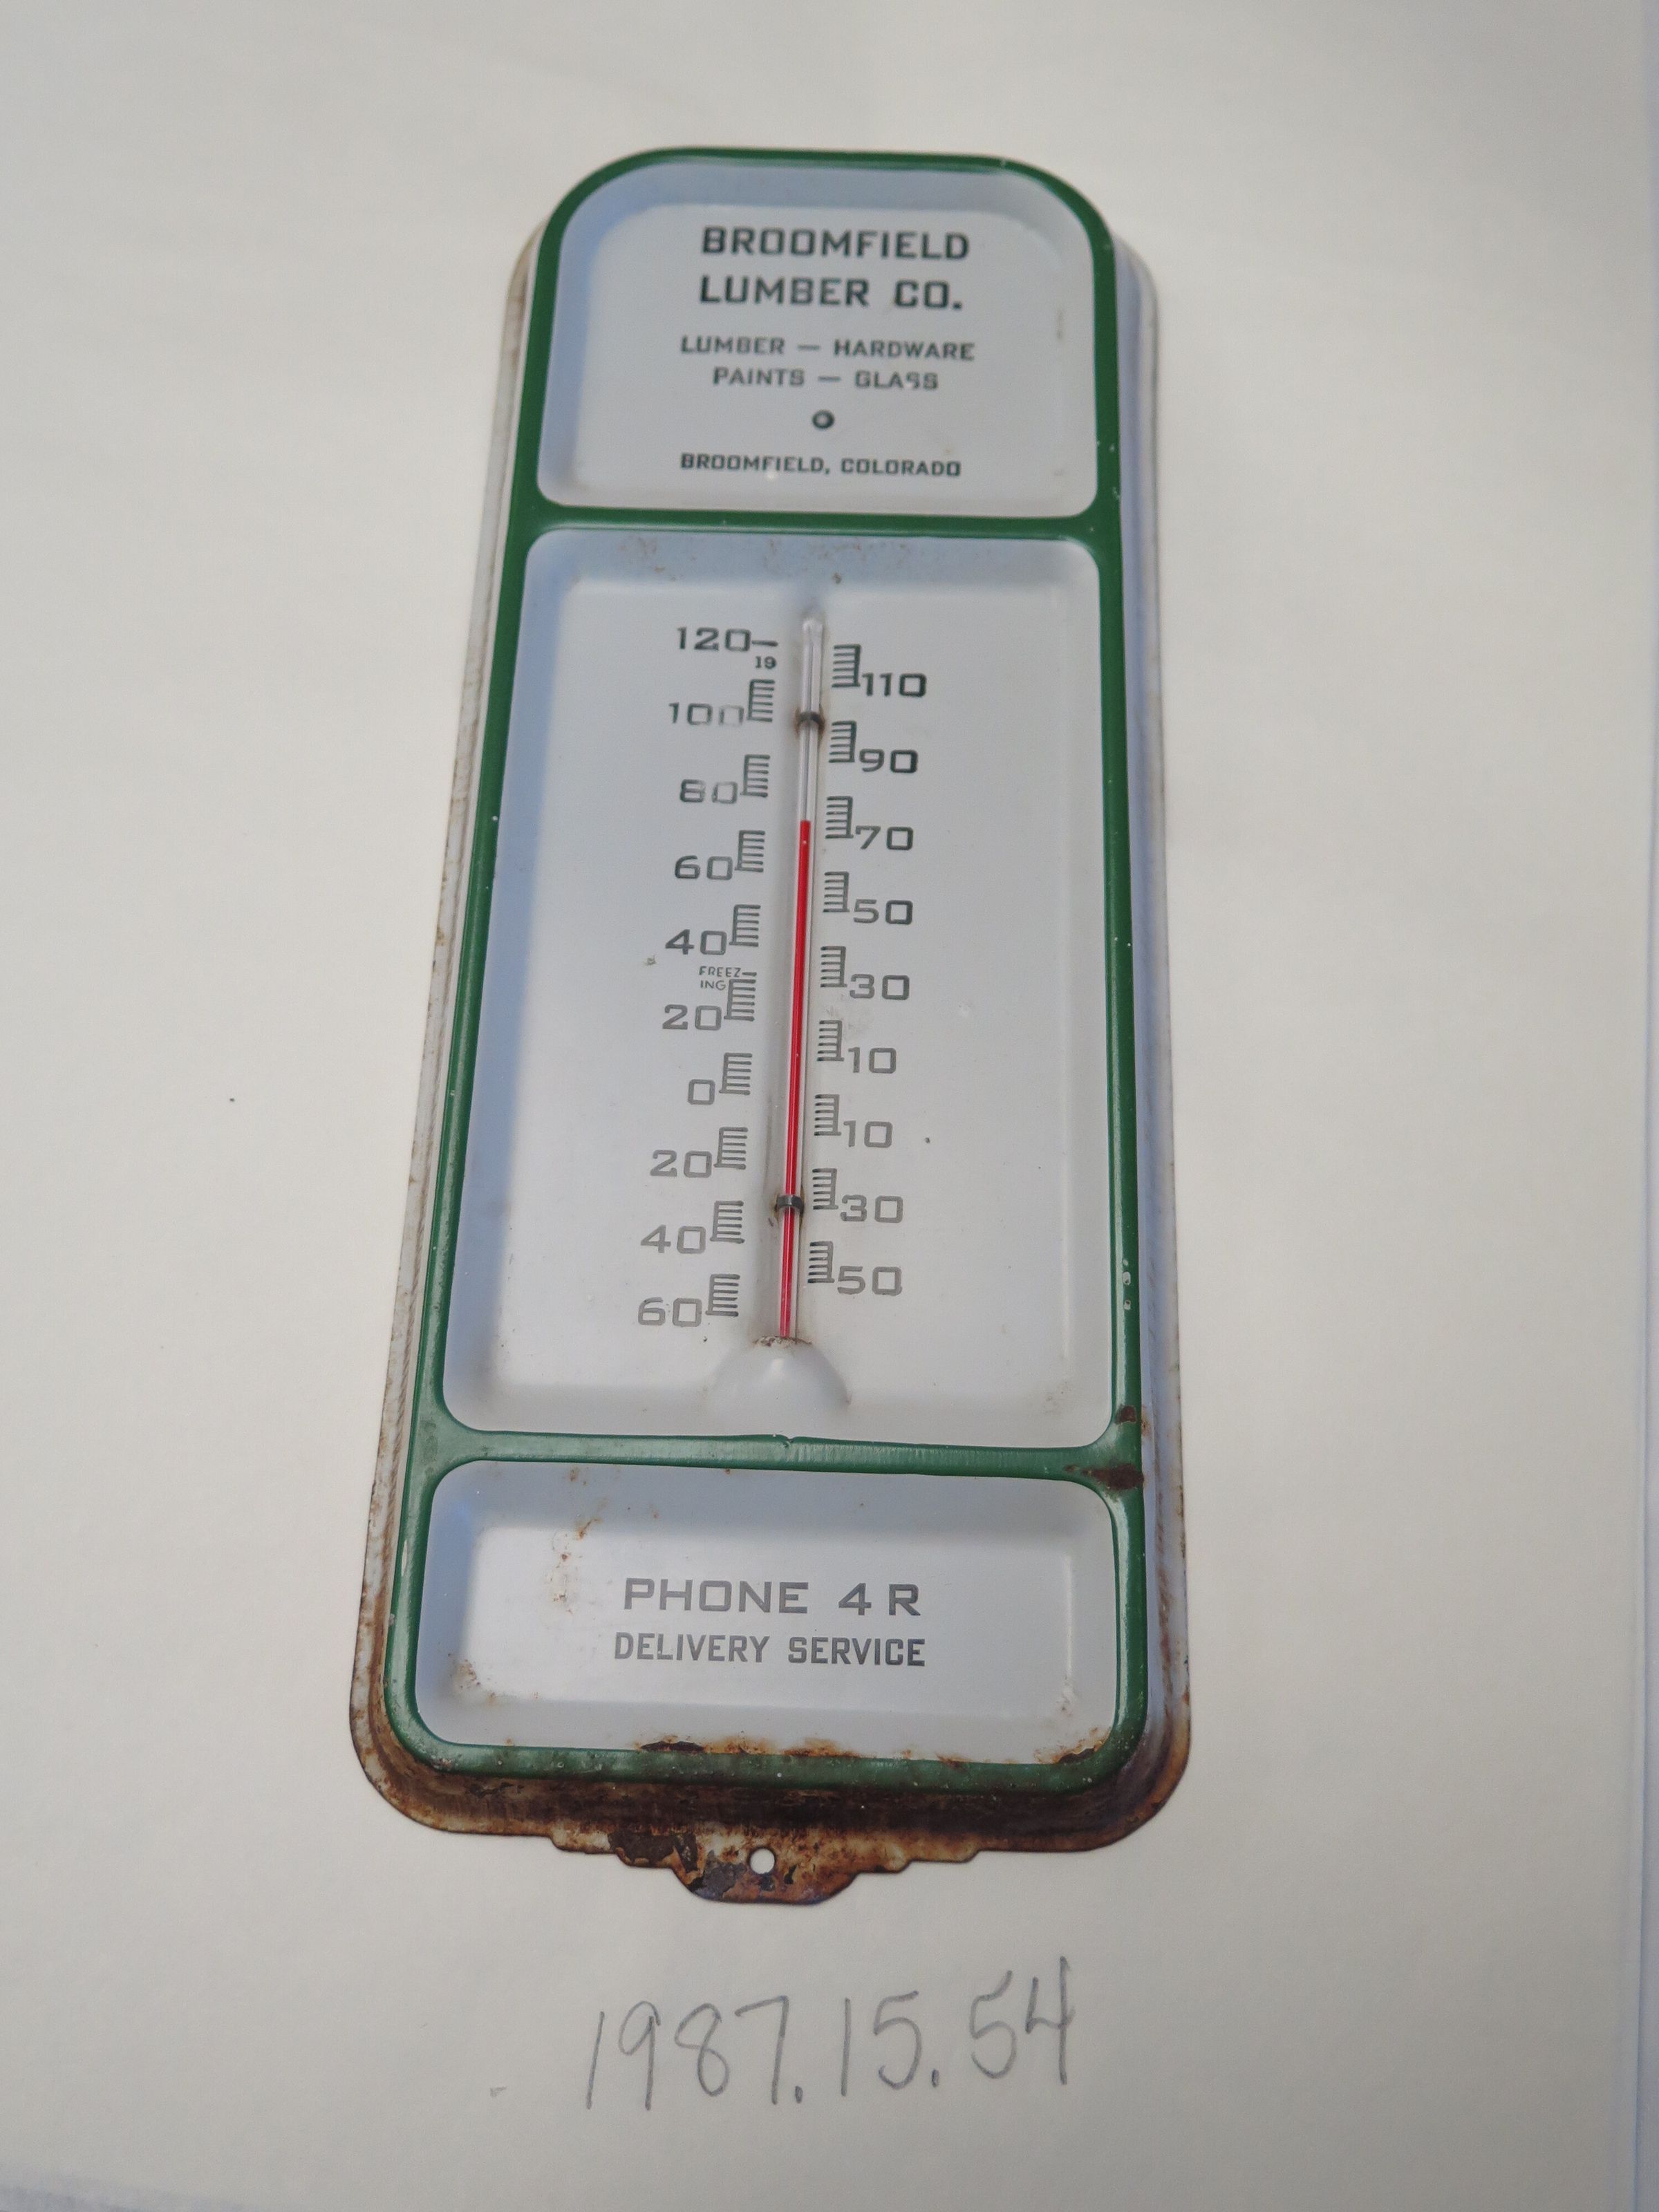 BROOMFIELD
LUMBER CO.
LUMBER — HARDWARE
PAINTS — GLASS
BROOMFIELD, COLORADO
120
19
110
100
90
80
70
60
50
40
30
FREEZ-
ING
20
10
0
10
20
30
40
50
60
PHONE 4 R
DELIVERY SERVICE
1987.15.54